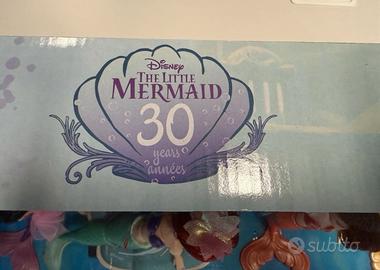 Disney
THE LITTLE
MERMAID
30
years
années
subito